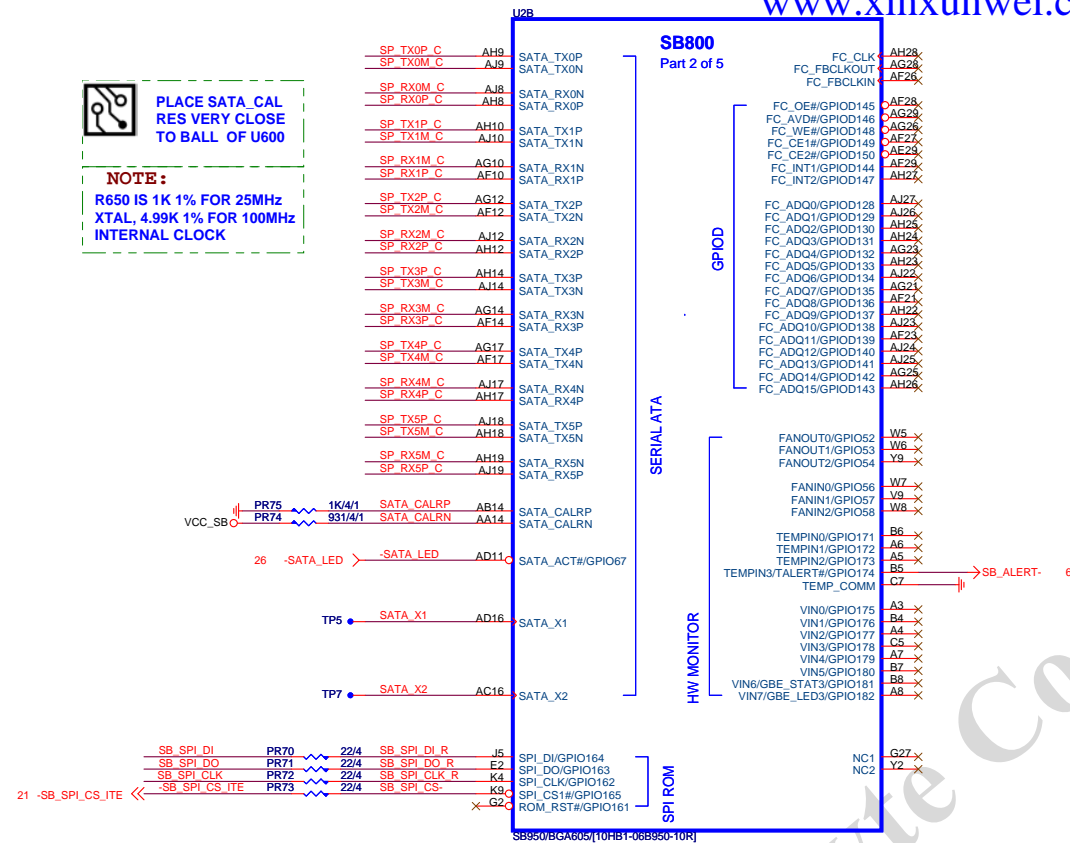 www.xinxunwei.c
U2B
SB800
Part 2 of 5
PLACE SATA_CAL
RES VERY CLOSE
TO BALL OF U600
NOTE:
R650 IS 1K 1% FOR 25MHz
XTAL, 4.99K 1% FOR 100MHz
INTERNAL CLOCK
SP_TX0P_C AH9 SATA_TX0P
SP_TX0M_C AJ9 SATA_TX0N
SP_RX0M_C AJ8 SATA_RX0N
SP_RX0P_C AH8 SATA_RX0P
SP_TX1P_C AH10 SATA_TX1P
SP_TX1M_C AJ10 SATA_TX1N
SP_RX1M_C AG10 SATA_RX1N
SP_RX1P_C AF10 SATA_RX1P
SP_TX2P_C AG12 SATA_TX2P
SP_TX2M_C AF12 SATA_TX2N
SP_RX2M_C AJ12 SATA_RX2N
SP_RX2P_C AH12 SATA_RX2P
SP_TX3P_C AH14 SATA_TX3P
SP_TX3M_C AJ14 SATA_TX3N
SP_RX3M_C AG14 SATA_RX3N
SP_RX3P_C AF14 SATA_RX3P
SP_TX4P_C AG17 SATA_TX4P
SP_TX4M_C AF17 SATA_TX4N
SP_RX4M_C AJ17 SATA_RX4N
SP_RX4P_C AH17 SATA_RX4P
SP_TX5P_C AJ18 SATA_TX5P
SP_TX5M_C AH18 SATA_TX5N
SP_RX5M_C AH19 SATA_RX5N
SP_RX5P_C AJ19 SATA_RX5P
PR75 1K/4/1 SATA_CALRP AB14 SATA_CALRP
VCC_SB PR74 931/4/1 SATA_CALRN AA14 SATA_CALRN
26 -SATA_LED -SATA_LED AD11 SATA_ACT#/GPIO67
TP5 SATA_X1 AD16 SATA_X1
TP7 SATA_X2 AC16 SATA_X2
SERIAL ATA
SB_SPI_DI PR70 22/4 SB_SPI_DI_R J5 SPI_DI/GPIO164
SB_SPI_DO PR71 22/4 SB_SPI_DO_R E2 SPI_DO/GPIO163
SB_SPI_CLK PR72 22/4 SB_SPI_CLK_R K4 SPI_CLK/GPIO162
21 -SB_SPI_CS_ITE -SB_SPI_CS_ITE PR73 22/4 SB_SPI_CS- K9 SPI_CS1#/GPIO165
G2 ROM_RST#/GPIO161
SPI ROM
FC_CLK AH28
FC_FBCLKOUT AG28
FC_FBCLKIN AF26
FC_OE#/GPIOD145 AF28
FC_AVD#/GPIOD146 AG29
FC_WE#/GPIOD148 AG26
FC_CE1#/GPIOD149 AF27
FC_CE2#/GPIOD150 AE29
FC_INT1/GPIOD144 AF29
FC_INT2/GPIOD147 AH27
FC_ADQ0/GPIOD128 AJ27
FC_ADQ1/GPIOD129 AJ26
FC_ADQ2/GPIOD130 AH25
FC_ADQ3/GPIOD131 AH24
FC_ADQ4/GPIOD132 AG23
FC_ADQ5/GPIOD133 AH23
FC_ADQ6/GPIOD134 AJ22
FC_ADQ7/GPIOD135 AG21
FC_ADQ8/GPIOD136 AF21
FC_ADQ9/GPIOD137 AH22
FC_ADQ10/GPIOD138 AJ23
FC_ADQ11/GPIOD139 AF23
FC_ADQ12/GPIOD140 AJ24
FC_ADQ13/GPIOD141 AJ25
FC_ADQ14/GPIOD142 AG25
FC_ADQ15/GPIOD143 AH26
GPIOD
FANOUT0/GPIO52 W5
FANOUT1/GPIO53 W6
FANOUT2/GPIO54 Y9
FANIN0/GPIO56 W7
FANIN1/GPIO57 V9
FANIN2/GPIO58 W8
TEMPIN0/GPIO171 B6
TEMPIN1/GPIO172 A6
TEMPIN2/GPIO173 A5
TEMPIN3/TALERT#/GPIO174 B5 SB_ALERT- 6
TEMP_COMM C7
VIN0/GPIO175 A3
VIN1/GPIO176 B4
VIN2/GPIO177 A4
VIN3/GPIO178 C5
VIN4/GPIO179 A7
VIN5/GPIO180 B7
VIN6/GBE_STAT3/GPIO181 B8
VIN7/GBE_LED3/GPIO182 A8
HW MONITOR
NC1 G27
NC2 Y2
SB950/BGA605/[10HB1-06B950-10R]
yte Co